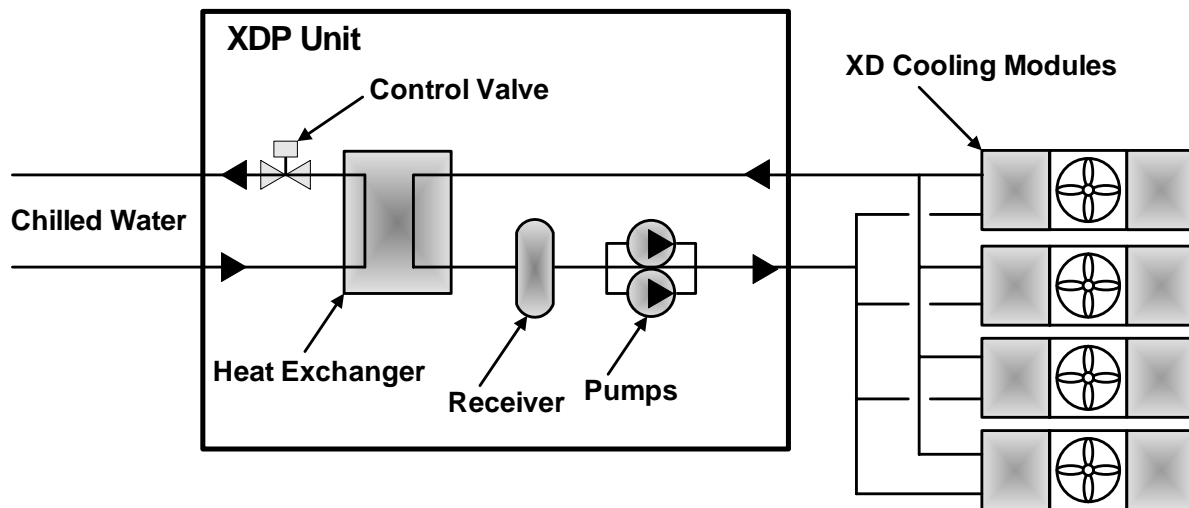 XDP Unit
XD Cooling Modules
Control Valve
Chilled Water
Heat Exchanger
Receiver
Pumps